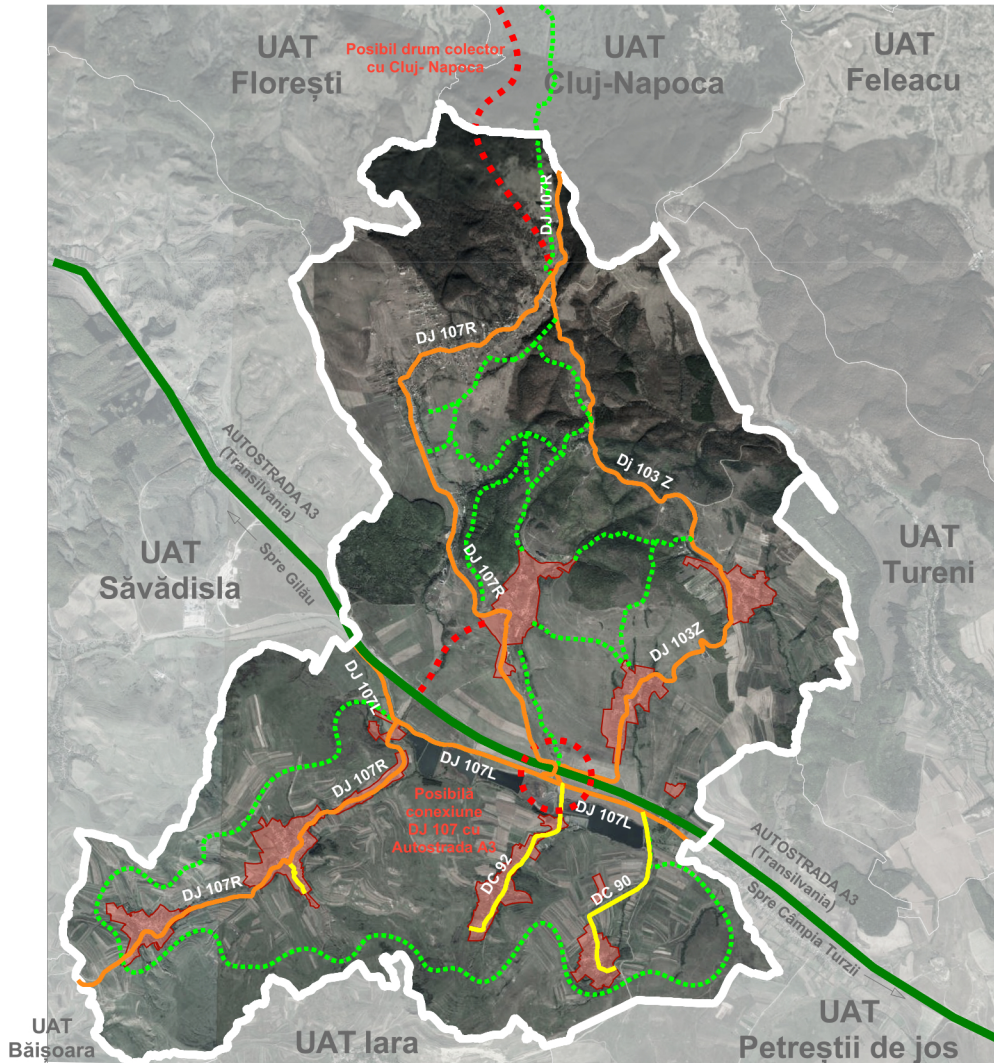 UAT
Florești
Posibil drum colector
cu Cluj- Napoca
UAT
Cluj-Napoca
UAT
Feleacu
DJ 107R
DJ 107R
AUTOSTRADA A3
(Transilvania)
Spre Gilău
Dj 103 Z
UAT
Săvădisla
UAT
Tureni
DJ 107R
DJ 103Z
DJ 107L
DJ 107R
DJ 107L
Posibilă
conexiune
DJ 107 cu
Autostrada A3
DJ 107L
DJ 107R
DC 92
DC 90
AUTOSTRADA A3
(Transilvania)
Spre Câmpia Turzii
UAT
Băișoara
UAT Iara
UAT
Petreștii de jos